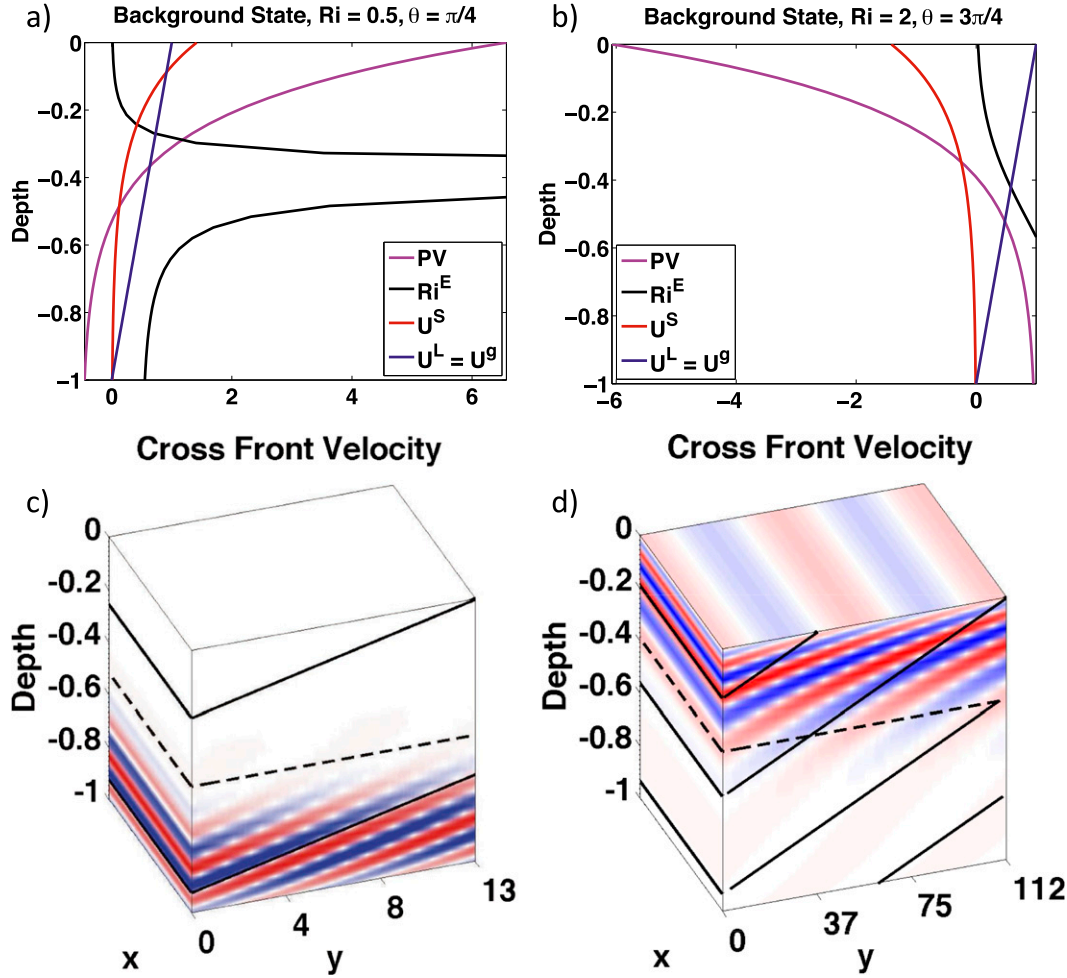 a)
Background State, Ri = 0.5, θ = π/4
0
−0.2
−0.4
−0.6
−0.8
−1
Depth
0
2
4
6
PV
Ri^E
U^S
U^L = U^g
b)
Background State, Ri = 2, θ = 3π/4
0
−0.2
−0.4
−0.6
−0.8
−1
Depth
−6
−4
−2
0
PV
Ri^E
U^S
U^L = U^g
Cross Front Velocity
Cross Front Velocity
c)
0
-0.2
-0.4
-0.6
-0.8
-1
Depth
x
0
4
8
13
y
d)
0
-0.2
-0.4
-0.6
-0.8
-1
Depth
x
0
37
75
112
y